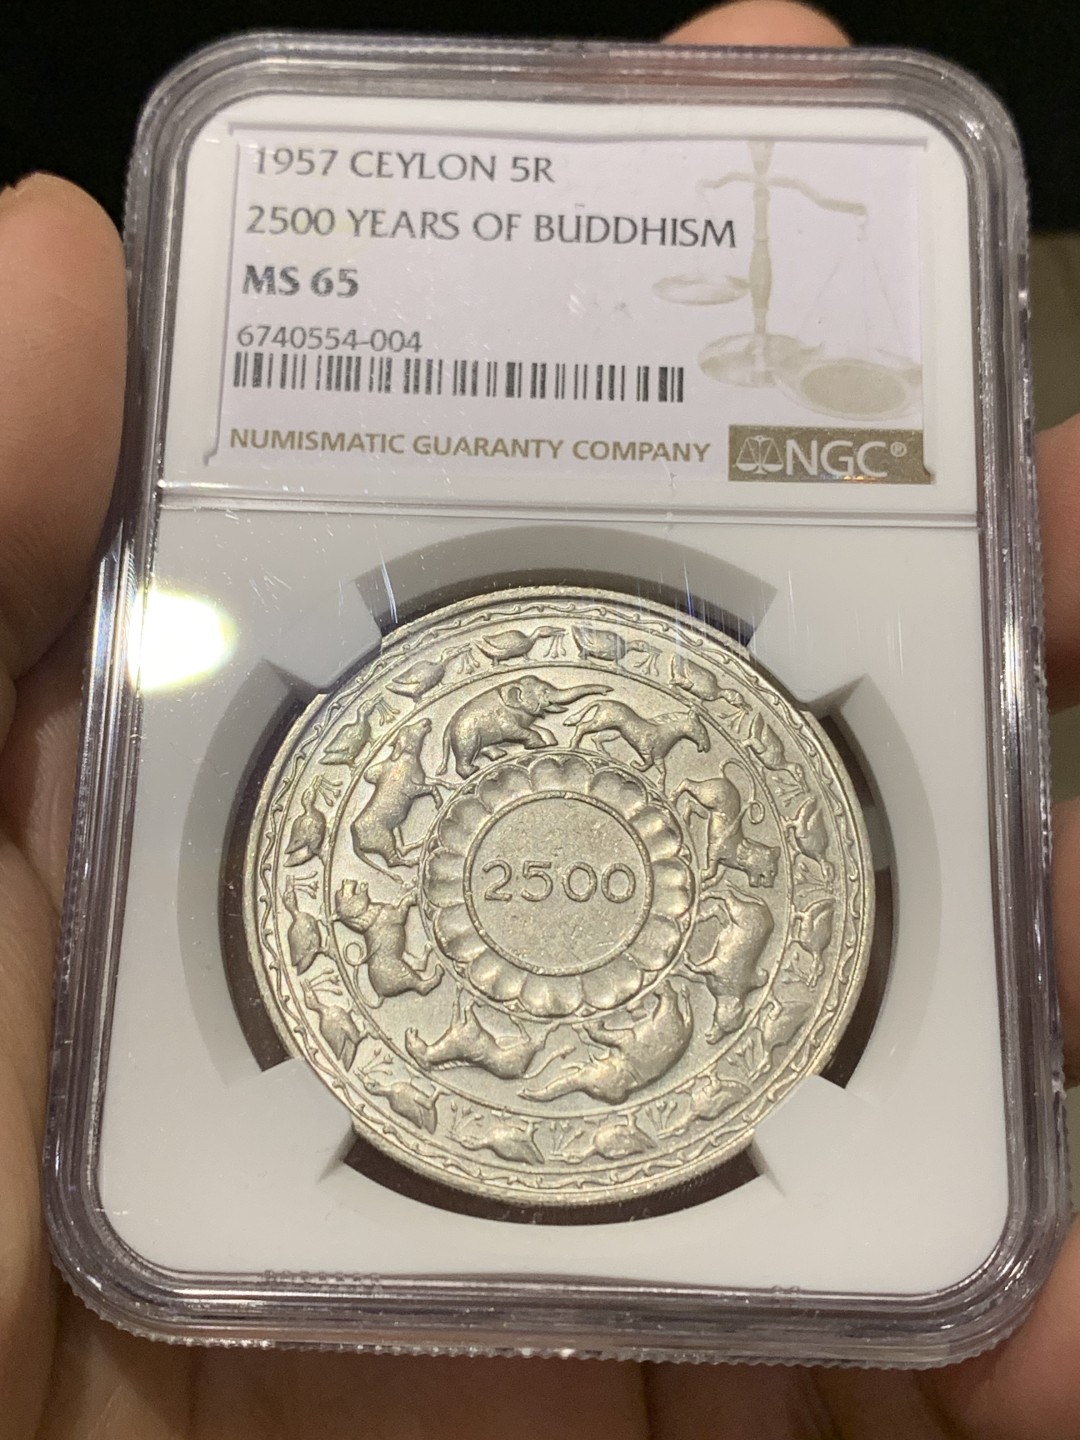 1957 CEYLON 5R
2500 YEARS OF BUDDHISM
MS 65
6740554-004
NUMISMATIC GUARANTY COMPANY
NGC®
2500